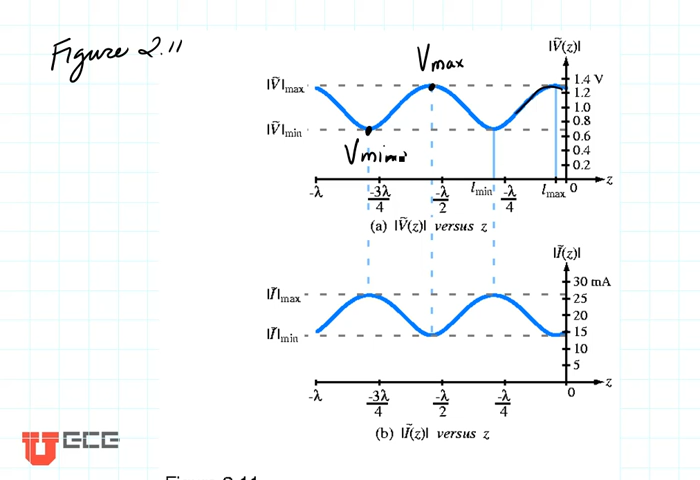 Figure 2.11
|Ṽ(z)|
Vmax
|Ṽ|max
1.4 V
1.2
1.0
0.8
|Ṽ|min
0.6
0.4
0.2
Vmin
-λ
-3λ/4
-λ/2
lmin
-λ/4
lmax
0
z
(a) |Ṽ(z)| versus z
|Ĩ(z)|
30 mA
|Ĩ|max
25
20
|Ĩ|min
15
10
5
-λ
-3λ/4
-λ/2
-λ/4
0
z
(b) |Ĩ(z)| versus z
U ECE